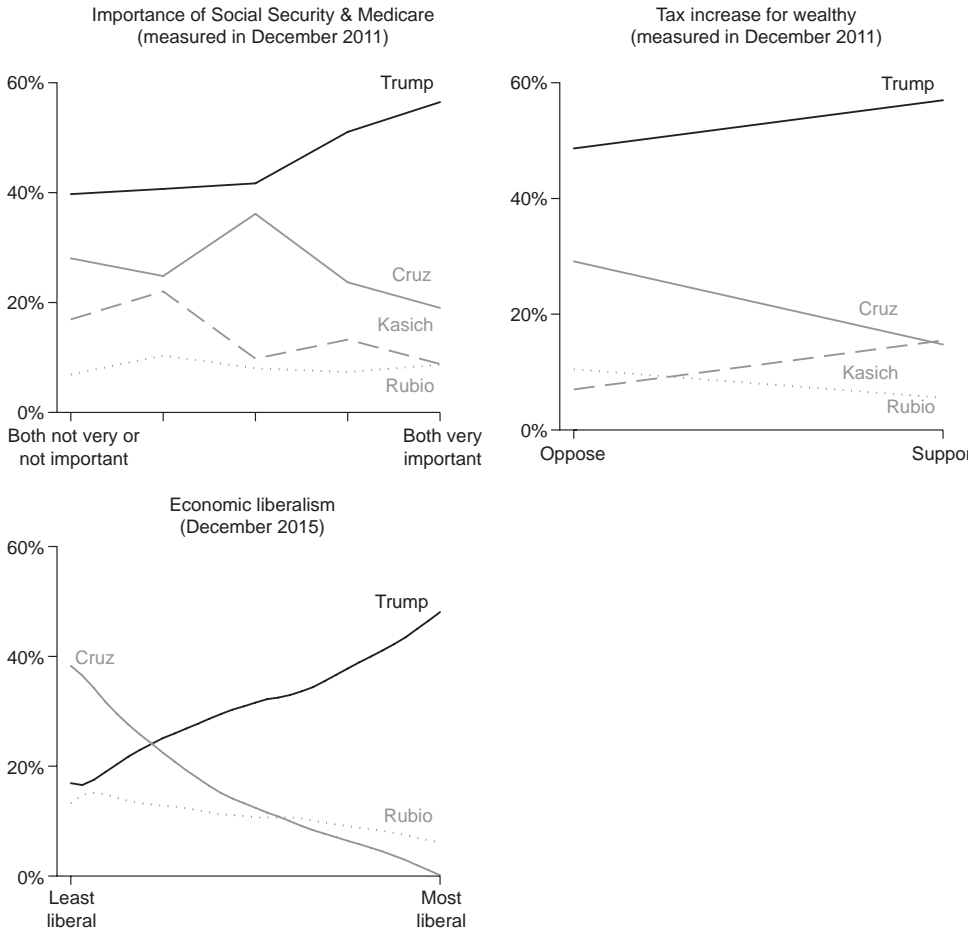 Importance of Social Security & Medicare
(measured in December 2011)
60%
40%
20%
0%
Trump
Cruz
Kasich
Rubio
Both not very or
not important
Both very
important
Tax increase for wealthy
(measured in December 2011)
60%
40%
20%
0%
Trump
Cruz
Kasich
Rubio
Oppose
Suppor
Economic liberalism
(December 2015)
60%
40%
20%
0%
Trump
Cruz
Rubio
Least
liberal
Most
liberal